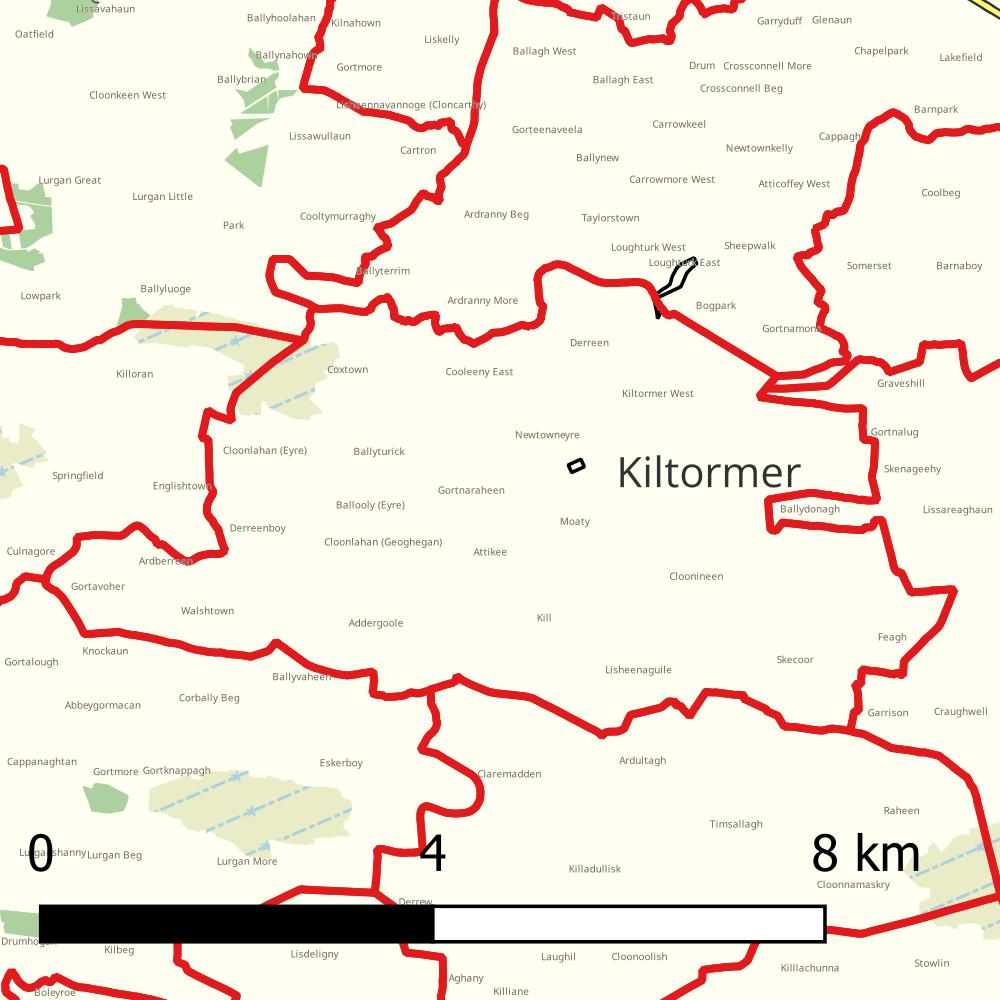 Lissavahaun
Ballyhoolahan
Kilnahown
Tristaun
Garryduff
Glenaun
Oatfield
Liskelly
Ballagh West
Chapelpark
Lakefield
Ballynahown
Gortmore
Drum
Crossconnell More
Ballybrian
Ballagh East
Crossconnell Beg
Cloonkeen West
Lisheennavannoge (Cloncarthy)
Barnpark
Lissawullaun
Gorteenaveela
Carrowkeel
Cappagh
Cartron
Ballynew
Newtownkelly
Lurgan Great
Carrowmore West
Atticoffey West
Lurgan Little
Coolbeg
Park
Cooltymurraghy
Ardranny Beg
Taylorstown
Loughturk West
Sheepwalk
Ballyterrim
Loughturk East
Somerset
Barnaboy
Lowpark
Ballyluoge
Ardranny More
Bogpark
Derreen
Gortnamona
Killoran
Coxtown
Cooleeny East
Graveshill
Kiltormer West
Newtowneyre
Gortnalug
Cloonlahan (Eyre)
Ballyturick
Kiltormer
Skenageehy
Springfield
Englishtown
Gortnaraheen
Ballooly (Eyre)
Ballydonagh
Lissareaghaun
Derreenboy
Moaty
Cloonlahan (Geoghegan)
Culnagore
Ardberreen
Attikee
Gortavoher
Cloonineen
Walshtown
Addergoole
Kill
Feagh
Knockaun
Gortalough
Skecoor
Ballyvaheen
Lisheenaguile
Corbally Beg
Abbeygormacan
Garrison
Craughwell
Cappanaghtan
Gortmore
Gortknappagh
Eskerboy
Claremadden
Ardultagh
Raheen
Timsallagh
0
4
8 km
Lurganshanny
Lurgan Beg
Lurgan More
Killadullisk
Cloonnamaskry
Derrew
Drumhogan
Kilbeg
Lisdeligny
Laughil
Cloonoolish
Killlachunna
Stowlin
Aghany
Boleyroe
Killiane